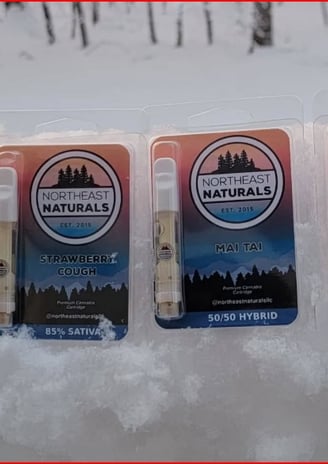 NORTHEAST
NATURALS
EST. 2015
STRAWBERRY
COUGH
Premium Cannabis
Cartridge
@northeastnaturalsllc
85% SATIVA
NORTHEAST
NATURALS
EST. 2015
MAI TAI
Premium Cannabis
Cartridge
@northeastnaturalsllc
50/50 HYBRID